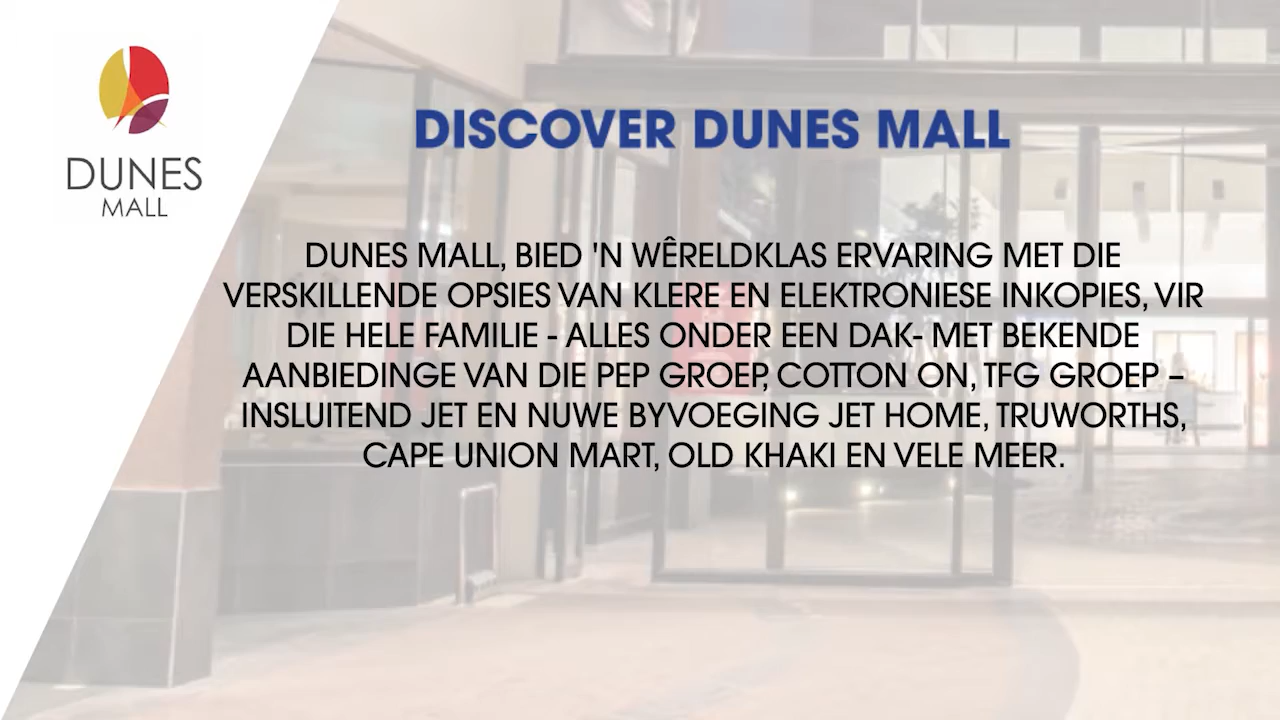 DUNES
MALL
DISCOVER DUNES MALL
DUNES MALL, BIED 'N WÊRELDKLAS ERVARING MET DIE
VERSKILLENDE OPSIES VAN KLERE EN ELEKTRONIESE INKOPIES, VIR
DIE HELE FAMILIE - ALLES ONDER EEN DAK- MET BEKENDE
AANBIEDINGE VAN DIE PEP GROEP, COTTON ON, TFG GROEP –
INSLUITEND JET EN NUWE BYVOEGING JET HOME, TRUWORTHS,
CAPE UNION MART, OLD KHAKI EN VELE MEER.